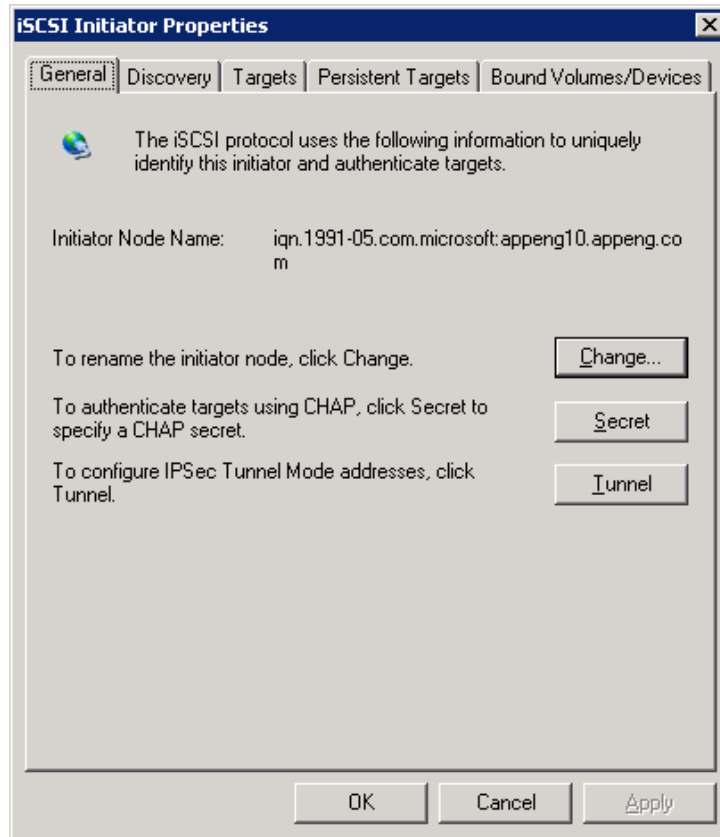 iSCSI Initiator Properties
General
Discovery
Targets
Persistent Targets
Bound Volumes/Devices
The iSCSI protocol uses the following information to uniquely
identify this initiator and authenticate targets.
Initiator Node Name:
iqn.1991-05.com.microsoft:appeng10.appeng.co
m
To rename the initiator node, click Change.
Change...
To authenticate targets using CHAP, click Secret to
specify a CHAP secret.
Secret
To configure IPSec Tunnel Mode addresses, click
Tunnel.
Tunnel
OK
Cancel
Apply